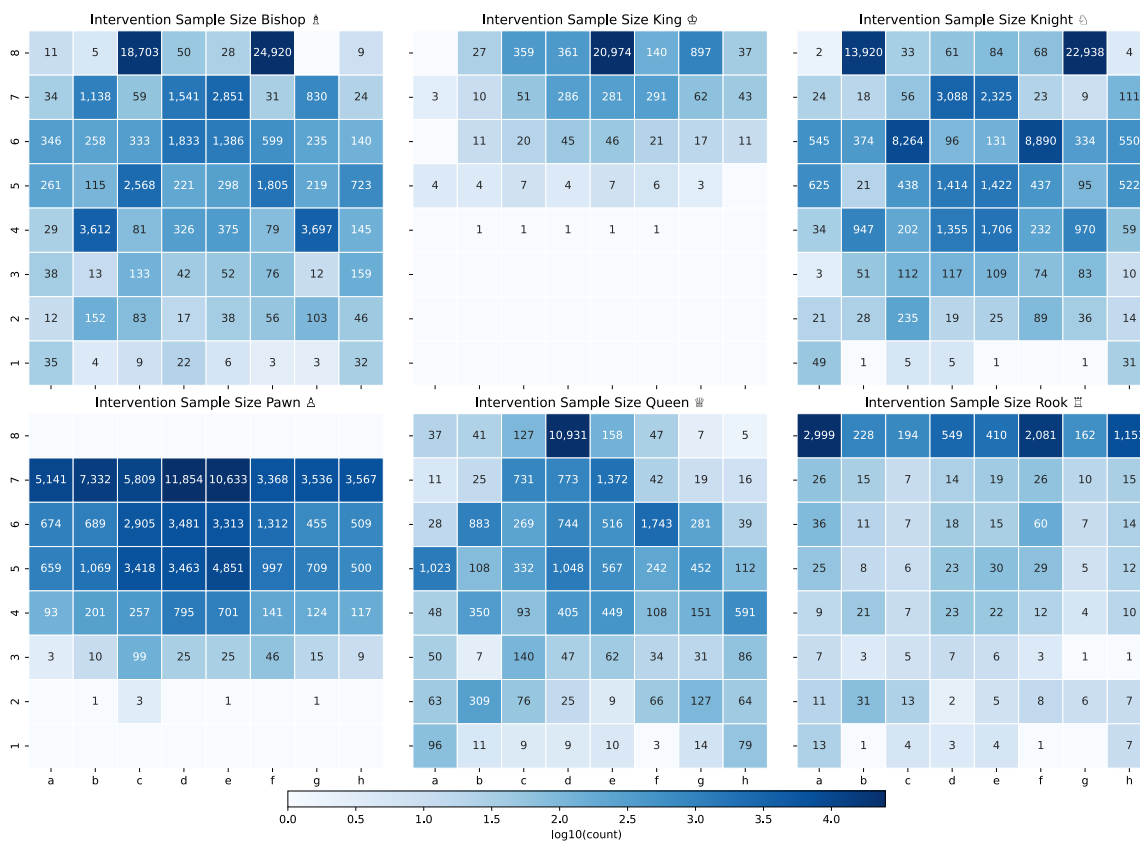 Intervention Sample Size Bishop ♗ Intervention Sample Size King ♔ Intervention Sample Size Knight ♘
8 11 5 18,703 50 28 24,920 9 27 359 361 20,974 140 897 37 2 13,920 33 61 84 68 22,938 4
7 34 1,138 59 1,541 2,851 31 830 24 3 10 51 286 281 291 62 43 24 18 56 3,088 2,325 23 9 111
6 346 258 333 1,833 1,386 599 235 140 11 20 45 46 21 17 11 545 374 8,264 96 131 8,890 334 550
5 261 115 2,568 221 298 1,805 219 723 4 4 7 4 7 6 3 625 21 438 1,414 1,422 437 95 522
4 29 3,612 81 326 375 79 3,697 145 1 1 1 1 1 34 947 202 1,355 1,706 232 970 59
3 38 13 133 42 52 76 12 159 3 51 112 117 109 74 83 10
2 12 152 83 17 38 56 103 46 21 28 235 19 25 89 36 14
1 35 4 9 22 6 3 3 32 49 1 5 5 1 1 31
Intervention Sample Size Pawn ♙ Intervention Sample Size Queen ♕ Intervention Sample Size Rook ♖
8 37 41 127 10,931 158 47 7 5 2,999 228 194 549 410 2,081 162 1,15
7 5,141 7,332 5,809 11,854 10,633 3,368 3,536 3,567 11 25 731 773 1,372 42 19 16 26 15 7 14 19 26 10 15
6 674 689 2,905 3,481 3,313 1,312 455 509 28 883 269 744 516 1,743 281 39 36 11 7 18 15 60 7 14
5 659 1,069 3,418 3,463 4,851 997 709 500 1,023 108 332 1,048 567 242 452 112 25 8 6 23 30 29 5 12
4 93 201 257 795 701 141 124 117 48 350 93 405 449 108 151 591 9 21 7 23 22 12 4 10
3 3 10 99 25 25 46 15 9 50 7 140 47 62 34 31 86 7 3 5 7 6 3 1 1
2 1 3 1 1 63 309 76 25 9 66 127 64 11 31 13 2 5 8 6 7
1 96 11 9 9 10 3 14 79 13 1 4 3 4 1 7
a b c d e f g h a b c d e f g h a b c d e f g h
0.0 0.5 1.0 1.5 2.0 2.5 3.0 3.5 4.0
log10(count)